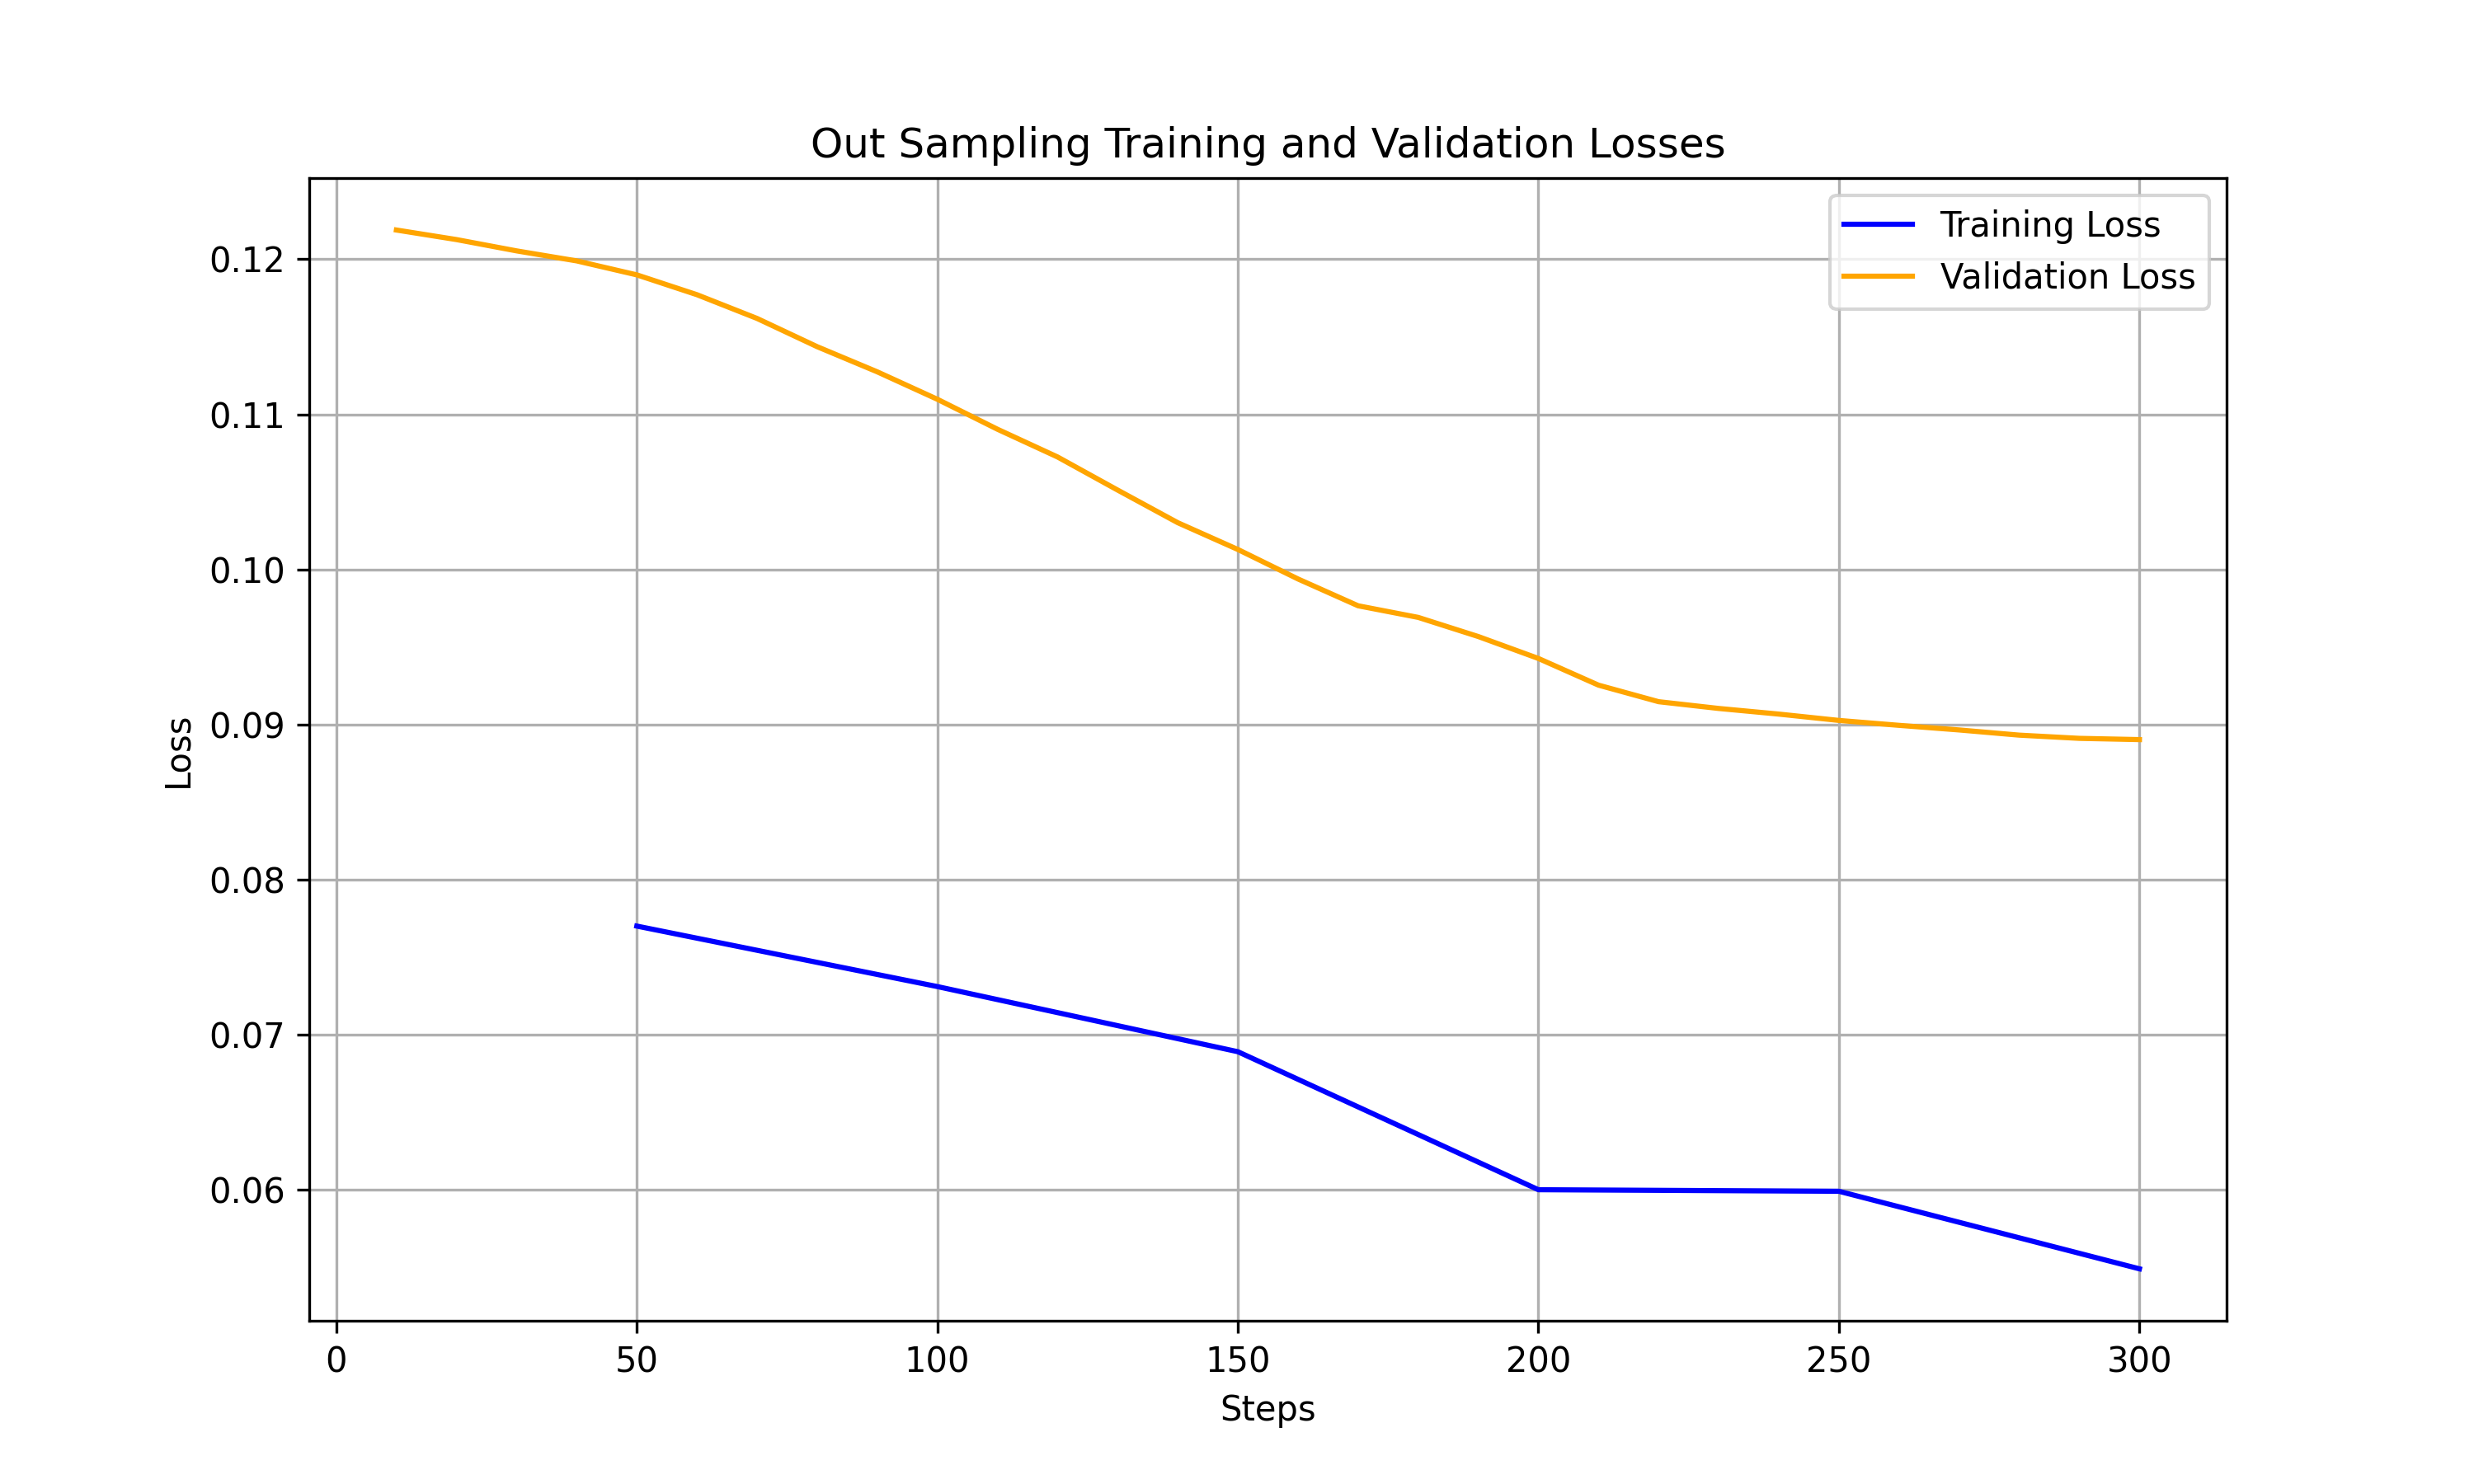 Out Sampling Training and Validation Losses
Training Loss
Validation Loss
0.12
0.11
0.10
0.09
0.08
0.07
0.06
Loss
0 50 100 150 200 250 300
Steps